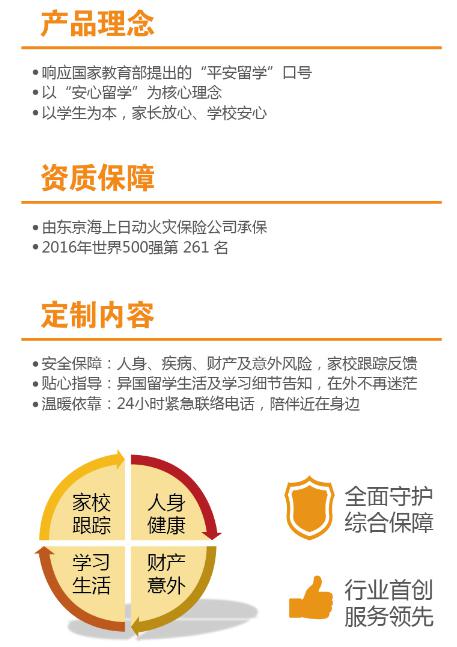 产品理念
•响应国家教育部提出的“平安留学”口号
•以“安心留学”为核心理念
•以学生为本，家长放心、学校安心
资质保障
•由东京海上日动火灾保险公司承保
•2016年世界500强第 261 名
定制内容
•安全保障：人身、疾病、财产及意外风险，家校跟踪反馈
•贴心指导：异国留学生活及学习细节告知，在外不再迷茫
•温暖依靠：24小时紧急联络电话，陪伴近在身边
家校
跟踪
人身
健康
学习
生活
财产
意外
全面守护
综合保障
行业首创
服务领先